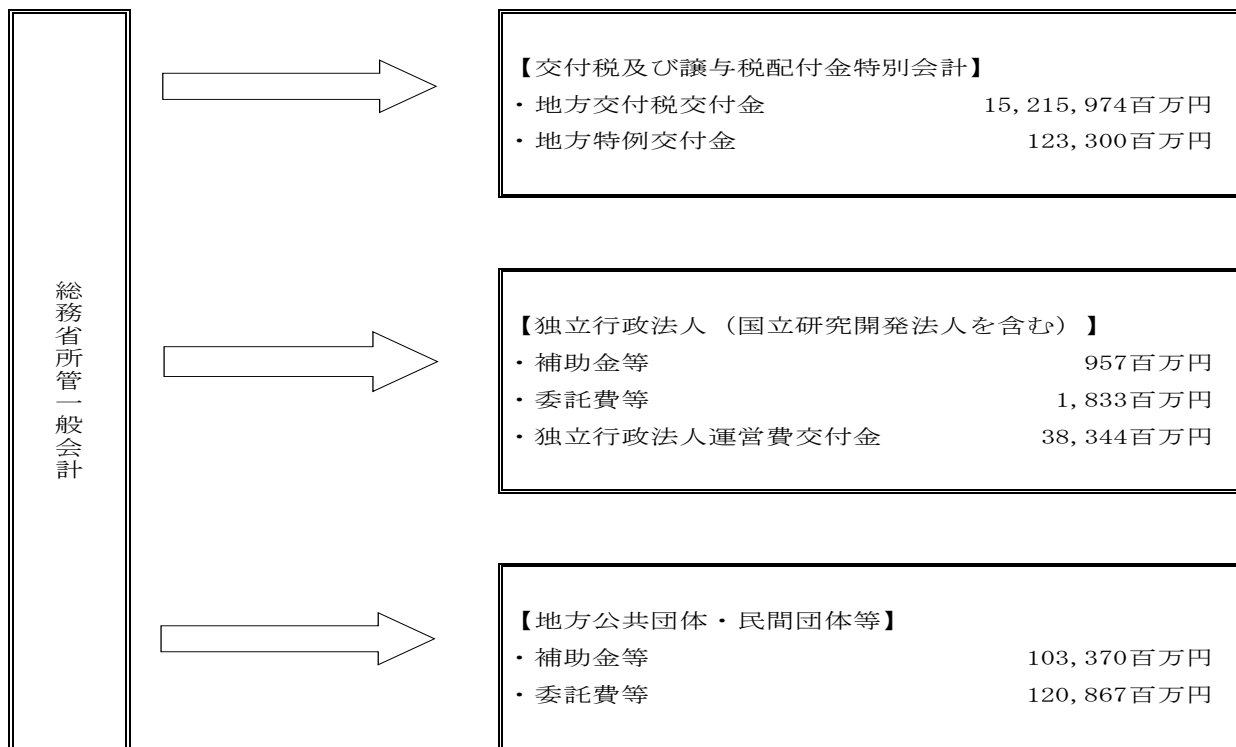 総務省所管一般会計
【交付税及び譲与税配付金特別会計】
・地方交付税交付金 15,215,974百万円
・地方特例交付金 123,300百万円
【独立行政法人（国立研究開発法人を含む）】
・補助金等 957百万円
・委託費等 1,833百万円
・独立行政法人運営費交付金 38,344百万円
【地方公共団体・民間団体等】
・補助金等 103,370百万円
・委託費等 120,867百万円